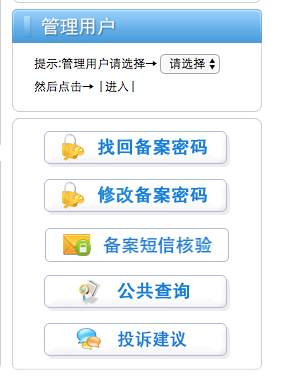 管理用户
提示:管理用户请选择→ 请选择
然后点击→ |进入|
找回备案密码
修改备案密码
备案短信核验
公共查询
投诉建议